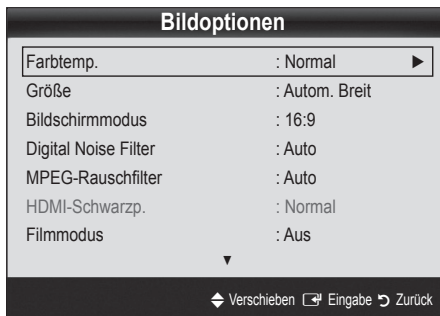 Bildoptionen
Farbtemp. : Normal ►
Größe : Autom. Breit
Bildschirmmodus : 16:9
Digital Noise Filter : Auto
MPEG-Rauschfilter : Auto
HDMI-Schwarzp. : Normal
Filmmodus : Aus
▼
Verschieben Eingabe Zurück